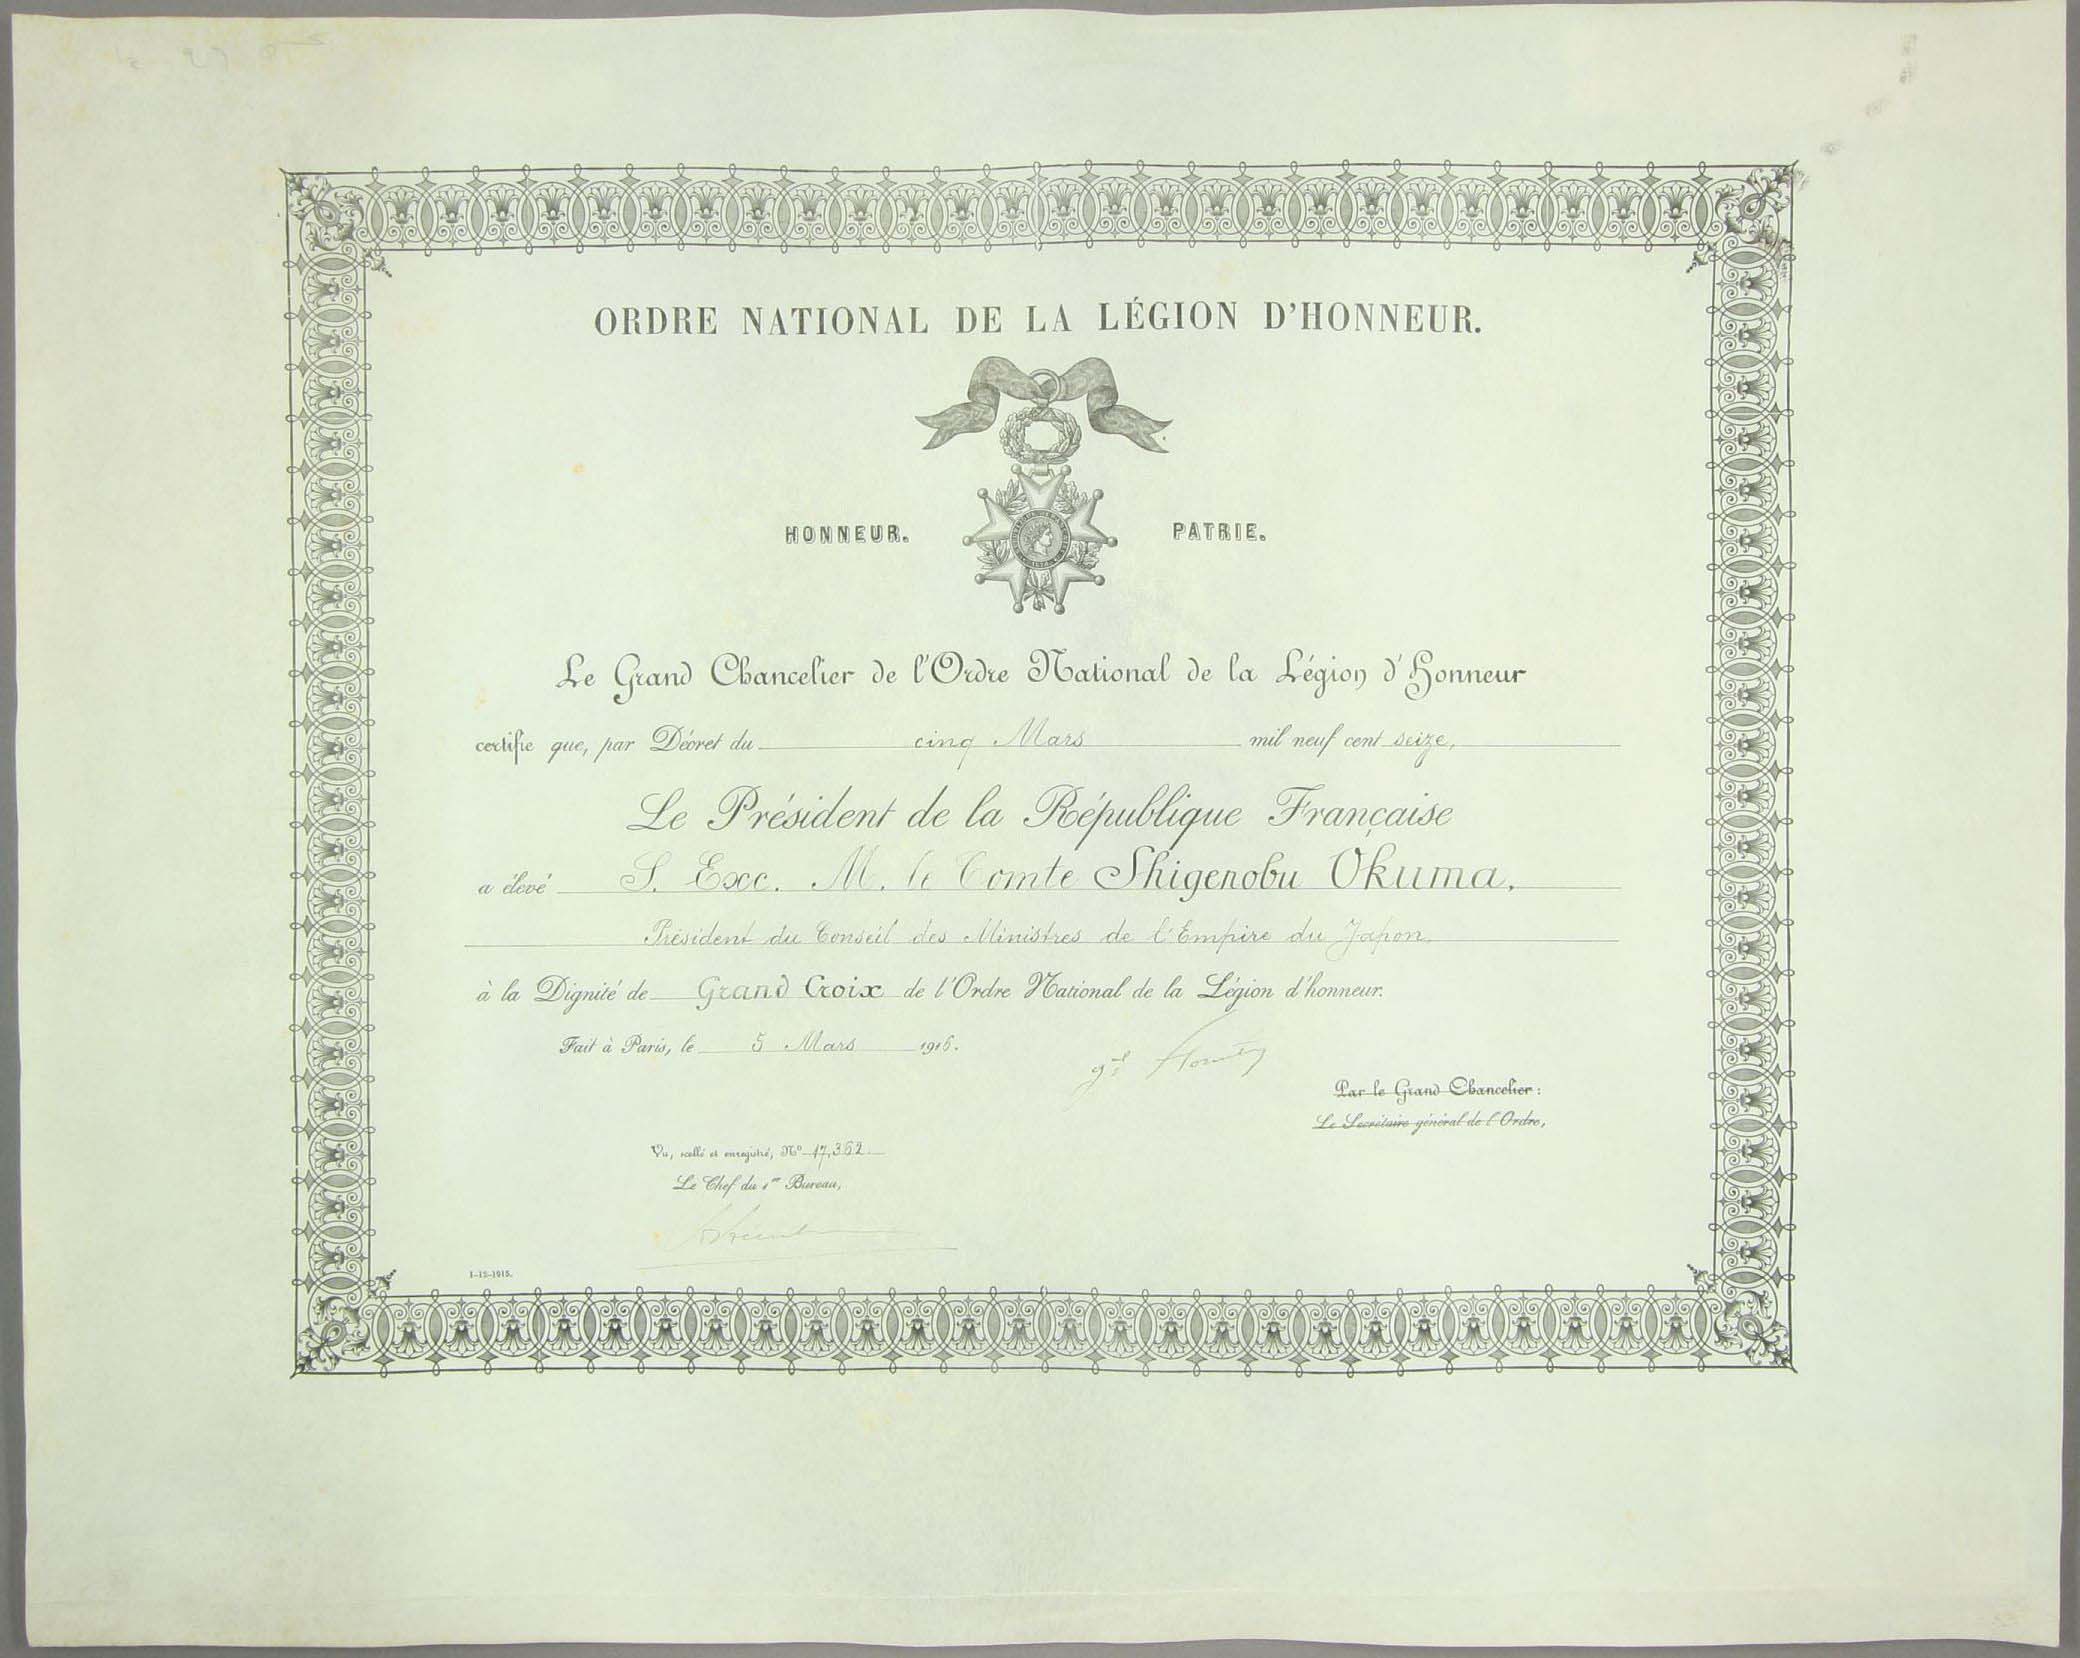 ORDRE NATIONAL DE LA LÉGION D'HONNEUR.
HONNEUR. PATRIE.
Le Grand Chancelier de l'Ordre National de la Légion d'Honneur
certifie que, par Décret du cinq Mars mil neuf cent seize,
Le Président de la République Française
a élevé S. Exc. M. le Comte Shigenobu Okuma,
Président du Conseil des Ministres de l'Empire du Japon,
à la Dignité de Grand Croix de l'Ordre National de la Légion d'honneur.
Fait à Paris, le 5 Mars 1916.
Par le Grand Chancelier :
Le Secrétaire général de l'Ordre,
Vu, scellé et enregistré, No 17,362.
Le Chef du 1er Bureau,
1-12-1915.